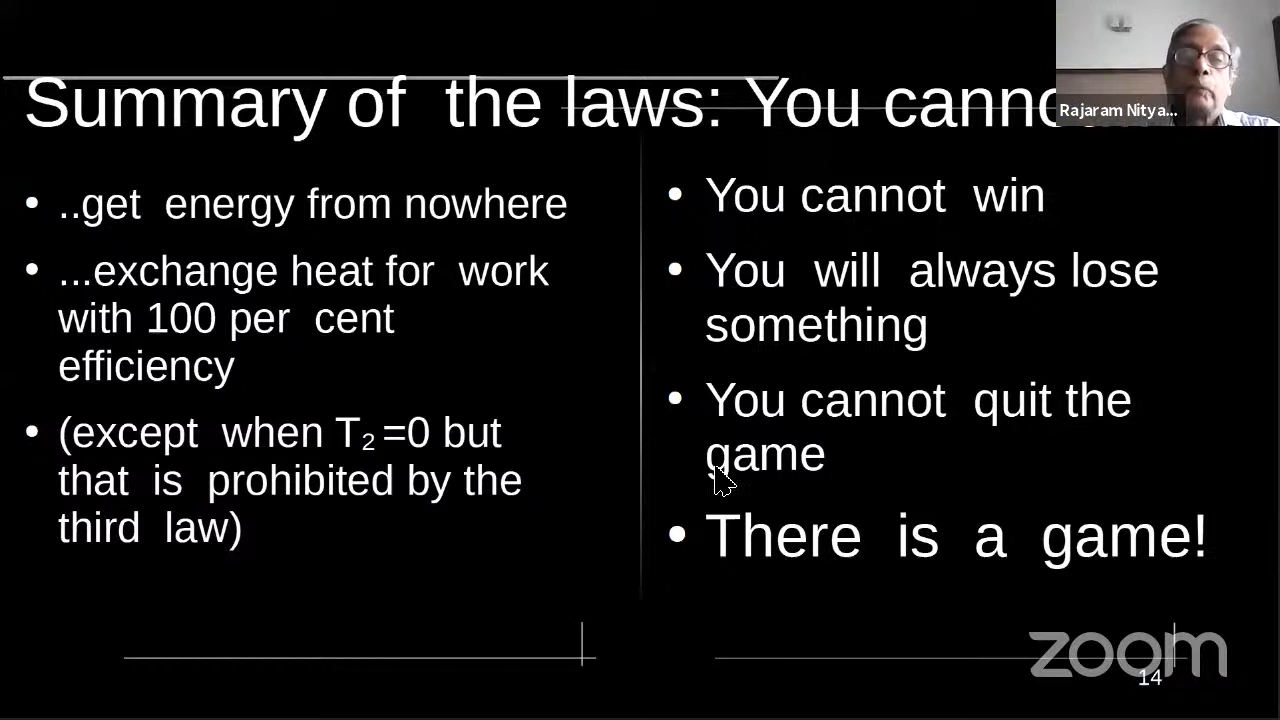 Summary of the laws: You canno
Rajaram Nitya...
• ..get energy from nowhere
• ...exchange heat for work
with 100 per cent
efficiency
• (except when T₂ =0 but
that is prohibited by the
third law)
• You cannot win
• You will always lose
something
• You cannot quit the
game
• There is a game!
zoom
14